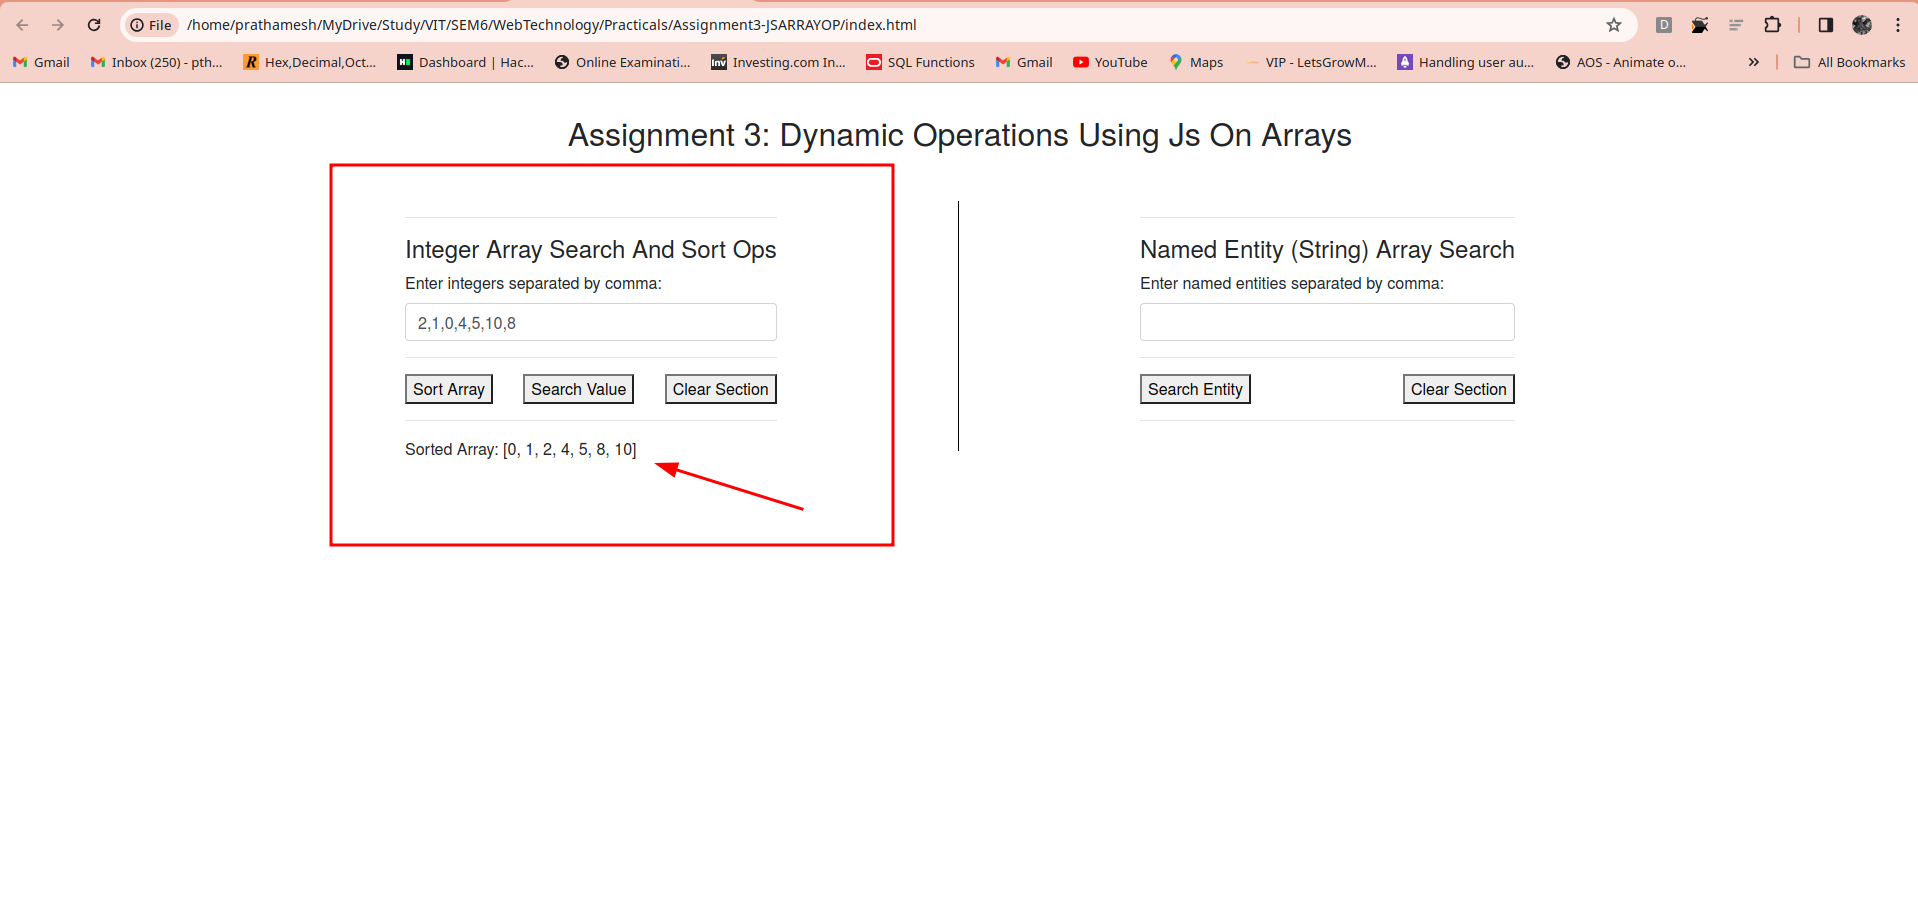 File /home/prathamesh/MyDrive/Study/VIT/SEM6/WebTechnology/Practicals/Assignment3-JSARRAYOP/index.html D
Gmail Inbox (250) - pth... R Hex,Decimal,Oct... Dashboard | Hac... Online Examinati... Inv Investing.com In... SQL Functions Gmail YouTube Maps VIP - LetsGrowM... Handling user au... AOS - Animate o... » All Bookmarks
Assignment 3: Dynamic Operations Using Js On Arrays
Integer Array Search And Sort Ops
Enter integers separated by comma:
2,1,0,4,5,10,8
Sort Array Search Value Clear Section
Sorted Array: [0, 1, 2, 4, 5, 8, 10]
Named Entity (String) Array Search
Enter named entities separated by comma:
Search Entity Clear Section